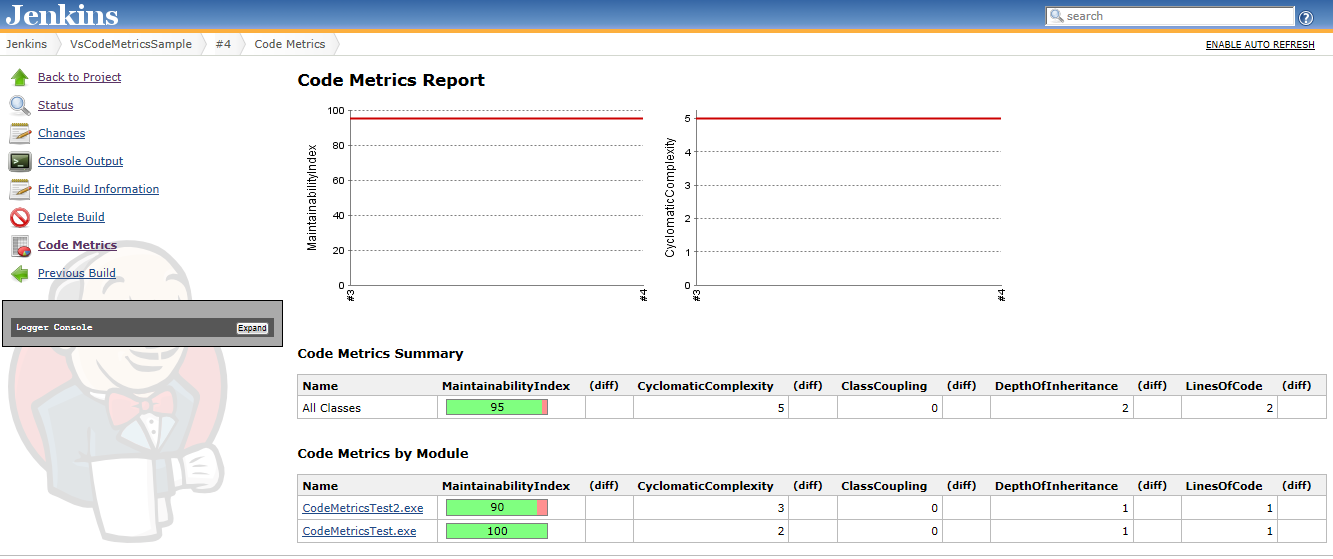 Jenkins
search
?
Jenkins VsCodeMetricsSample #4 Code Metrics
ENABLE AUTO REFRESH
Back to Project
Status
Changes
Console Output
Edit Build Information
Delete Build
Code Metrics
Previous Build
Logger Console Expand
Code Metrics Report
MaintainabilityIndex
100
80
60
40
20
0
#3 #4
CyclomaticComplexity
5
4
3
2
1
0
#3 #4
Code Metrics Summary
Name MaintainabilityIndex (diff) CyclomaticComplexity (diff) ClassCoupling (diff) DepthOfInheritance (diff) LinesOfCode (diff)
All Classes 95 5 0 2 2
Code Metrics by Module
Name MaintainabilityIndex (diff) CyclomaticComplexity (diff) ClassCoupling (diff) DepthOfInheritance (diff) LinesOfCode (diff)
CodeMetricsTest2.exe 90 3 0 1 1
CodeMetricsTest.exe 100 2 0 1 1